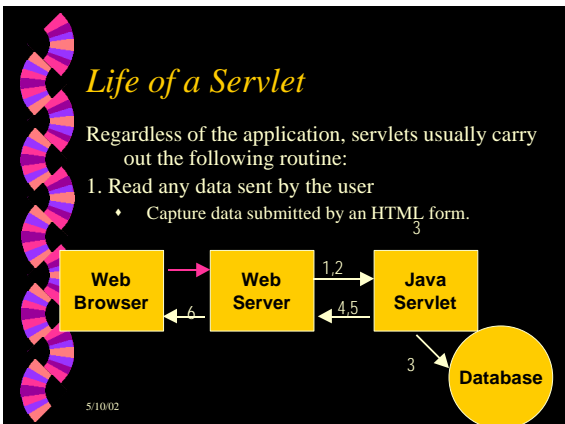 Life of a Servlet
Regardless of the application, servlets usually carry
out the following routine:
1. Read any data sent by the user
♦ Capture data submitted by an HTML form.
3
Web
Browser
Web
Server
1,2
Java
Servlet
6
4,5
3
Database
5/10/02